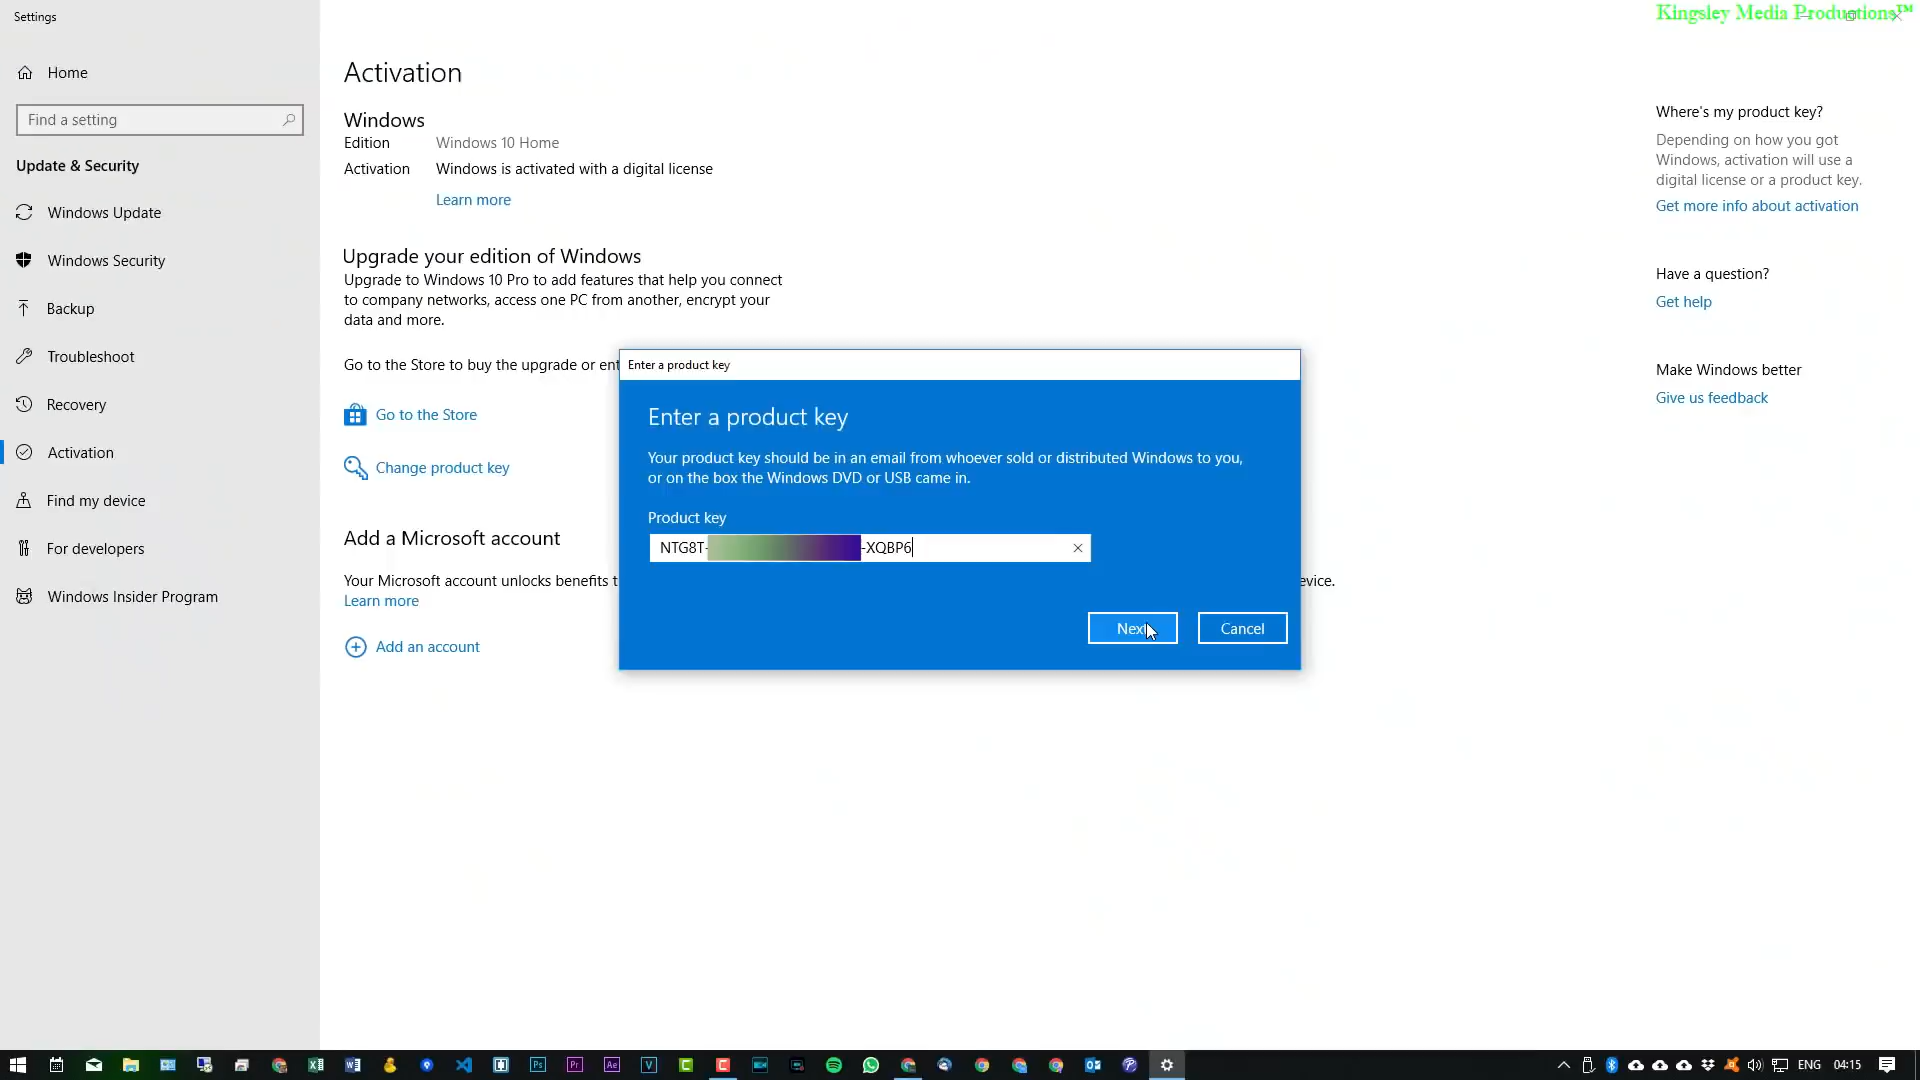 Settings
Kingsley Media Productions™
Home
Find a setting
Update & Security
Windows Update
Windows Security
Backup
Troubleshoot
Recovery
Activation
Find my device
For developers
Windows Insider Program
Activation
Windows
Edition Windows 10 Home
Activation Windows is activated with a digital license
Learn more
Upgrade your edition of Windows
Upgrade to Windows 10 Pro to add features that help you connect
to company networks, access one PC from another, encrypt your
data and more.
Go to the Store to buy the upgrade or ent
Go to the Store
Change product key
Add a Microsoft account
Your Microsoft account unlocks benefits t
evice.
Learn more
Add an account
Enter a product key
Enter a product key
Your product key should be in an email from whoever sold or distributed Windows to you,
or on the box the Windows DVD or USB came in.
Product key
NTG8T- -XQBP6
Next
Cancel
Where's my product key?
Depending on how you got
Windows, activation will use a
digital license or a product key.
Get more info about activation
Have a question?
Get help
Make Windows better
Give us feedback
Ps
Pr
Ae
V
ENG
04:15